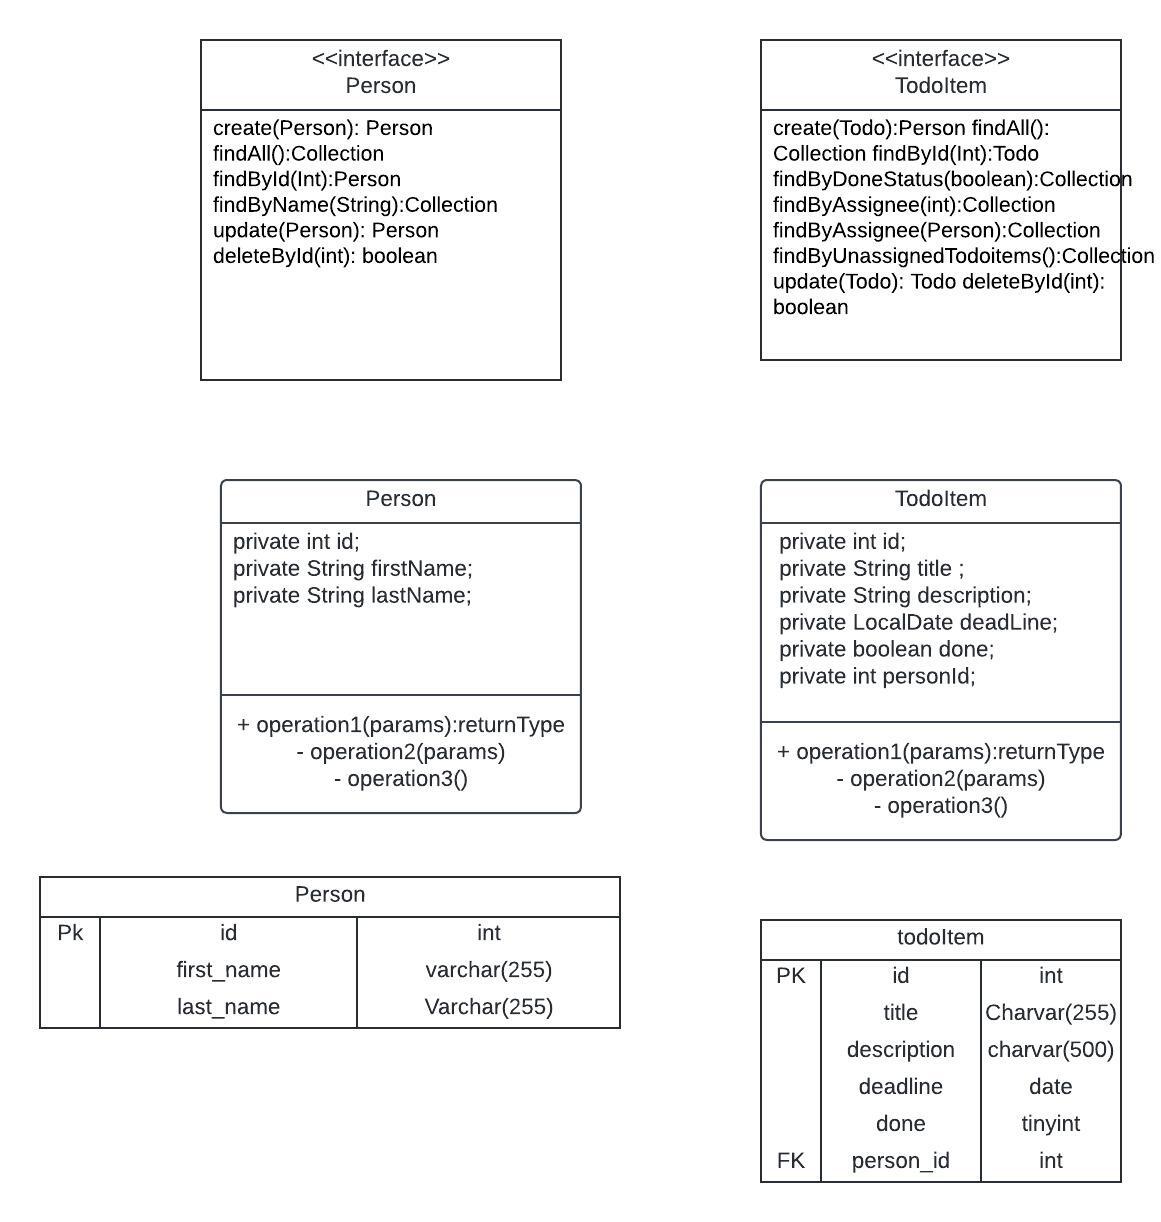 <<interface>>
Person
create(Person): Person
findAll():Collection
findById(Int):Person
findByName(String):Collection
update(Person): Person
deleteById(int): boolean
<<interface>>
TodoItem
create(Todo):Person findAll():
Collection findById(Int):Todo
findByDoneStatus(boolean):Collection
findByAssignee(int):Collection
findByAssignee(Person):Collection
findByUnassignedTodoitems():Collection
update(Todo): Todo deleteById(int):
boolean
Person
private int id;
private String firstName;
private String lastName;
+ operation1(params):returnType
- operation2(params)
- operation3()
TodoItem
private int id;
private String title ;
private String description;
private LocalDate deadLine;
private boolean done;
private int personId;
+ operation1(params):returnType
- operation2(params)
- operation3()
Person
Pk id int
first_name varchar(255)
last_name Varchar(255)
todoItem
PK id int
title Charvar(255)
description charvar(500)
deadline date
done tinyint
FK person_id int